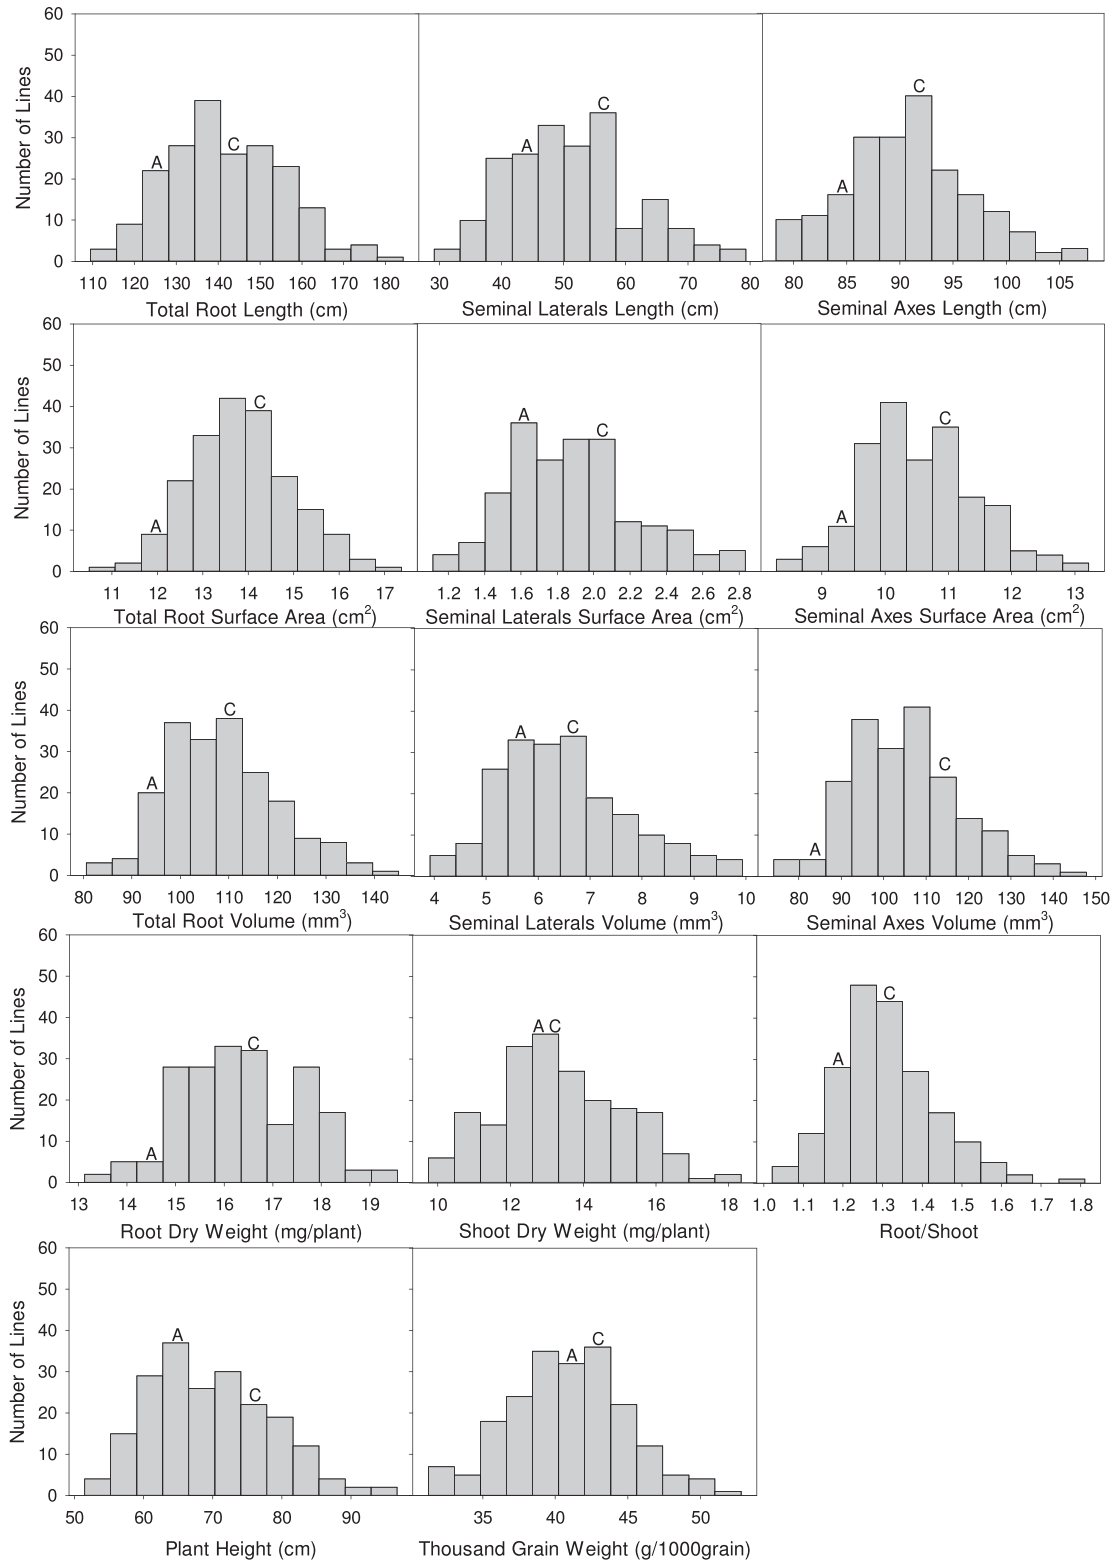 60
50
40
30
20
10
0
Number of Lines
A
C
110 120 130 140 150 160 170 180
Total Root Length (cm)
A
C
30 40 50 60 70 80
Seminal Laterals Length (cm)
A
C
80 85 90 95 100 105
Seminal Axes Length (cm)
60
50
40
30
20
10
0
Number of Lines
A
C
11 12 13 14 15 16 17
Total Root Surface Area (cm²)
A
C
1.2 1.4 1.6 1.8 2.0 2.2 2.4 2.6 2.8
Seminal Laterals Surface Area (cm²)
A
C
9 10 11 12 13
Seminal Axes Surface Area (cm²)
60
50
40
30
20
10
0
Number of Lines
A
C
80 90 100 110 120 130 140
Total Root Volume (mm³)
A
C
4 5 6 7 8 9 10
Seminal Laterals Volume (mm³)
A
C
80 90 100 110 120 130 140 150
Seminal Axes Volume (mm³)
60
50
40
30
20
10
0
Number of Lines
A
C
13 14 15 16 17 18 19
Root Dry Weight (mg/plant)
A C
10 12 14 16 18
Shoot Dry Weight (mg/plant)
A
C
1.0 1.1 1.2 1.3 1.4 1.5 1.6 1.7 1.8
Root/Shoot
60
50
40
30
20
10
0
Number of Lines
A
C
50 60 70 80 90
Plant Height (cm)
A
C
35 40 45 50
Thousand Grain Weight (g/1000grain)